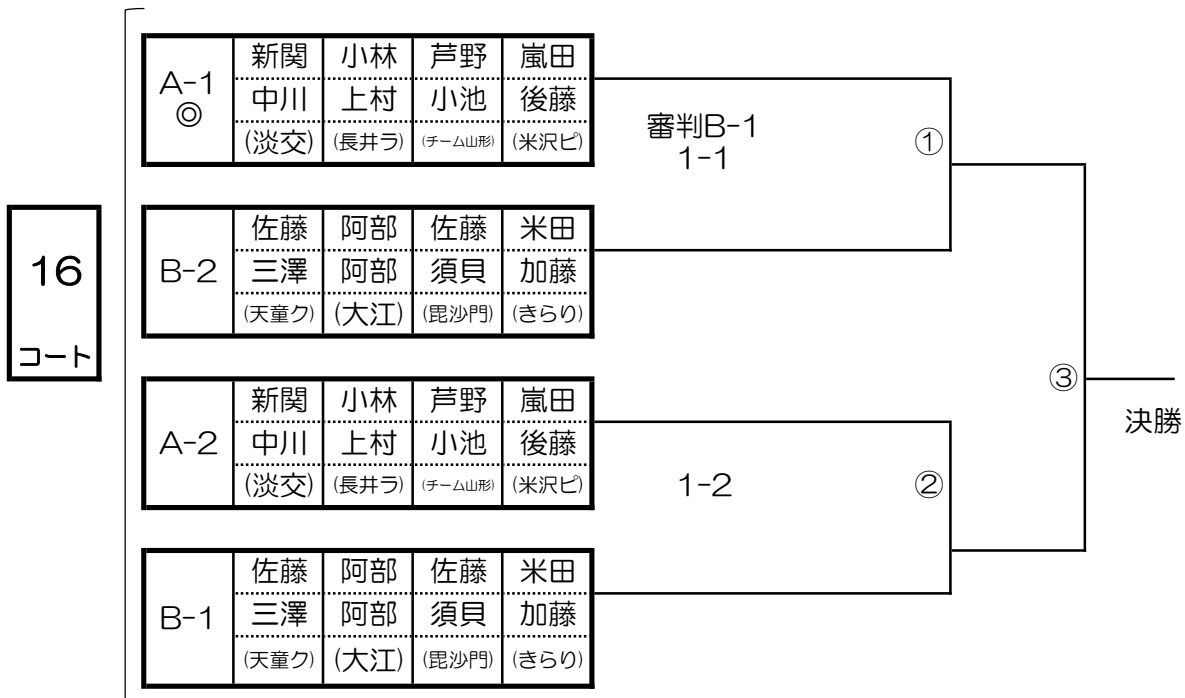 新関 小林 芦野 嵐田
A-1 中川 上村 小池 後藤
◎ (淡交) (長井ラ) (チーム山形) (米沢ピ)
審判B-1
1-1
①
佐藤 阿部 佐藤 米田
B-2 三澤 阿部 須貝 加藤
(天童ク) (大江) (毘沙門) (きらり)
16
コート
③
決勝
新関 小林 芦野 嵐田
A-2 中川 上村 小池 後藤
(淡交) (長井ラ) (チーム山形) (米沢ピ)
1-2
②
佐藤 阿部 佐藤 米田
B-1 三澤 阿部 須貝 加藤
(天童ク) (大江) (毘沙門) (きらり)